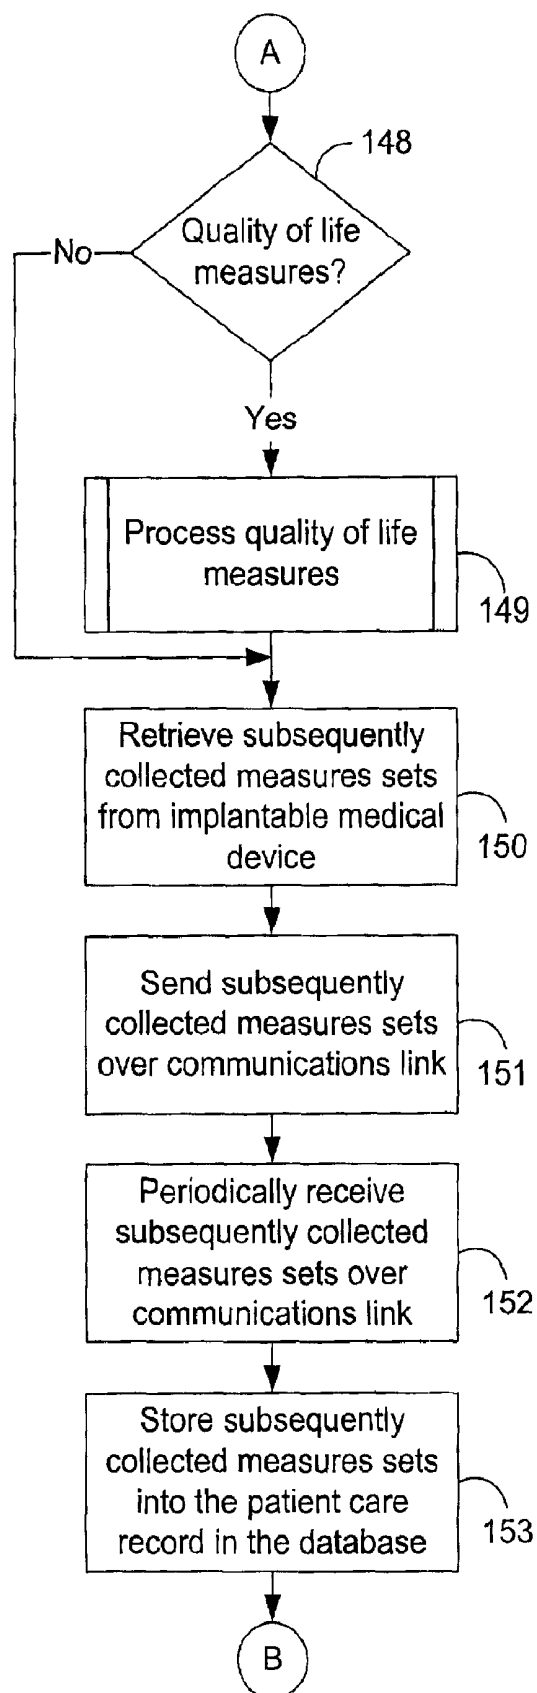 A
148
Quality of life
measures?
No
Yes
Process quality of life
measures
149
Retrieve subsequently
collected measures sets
from implantable medical
device
150
Send subsequently
collected measures sets
over communications link
151
Periodically receive
subsequently collected
measures sets over
communications link
152
Store subsequently
collected measures sets
into the patient care
record in the database
153
B